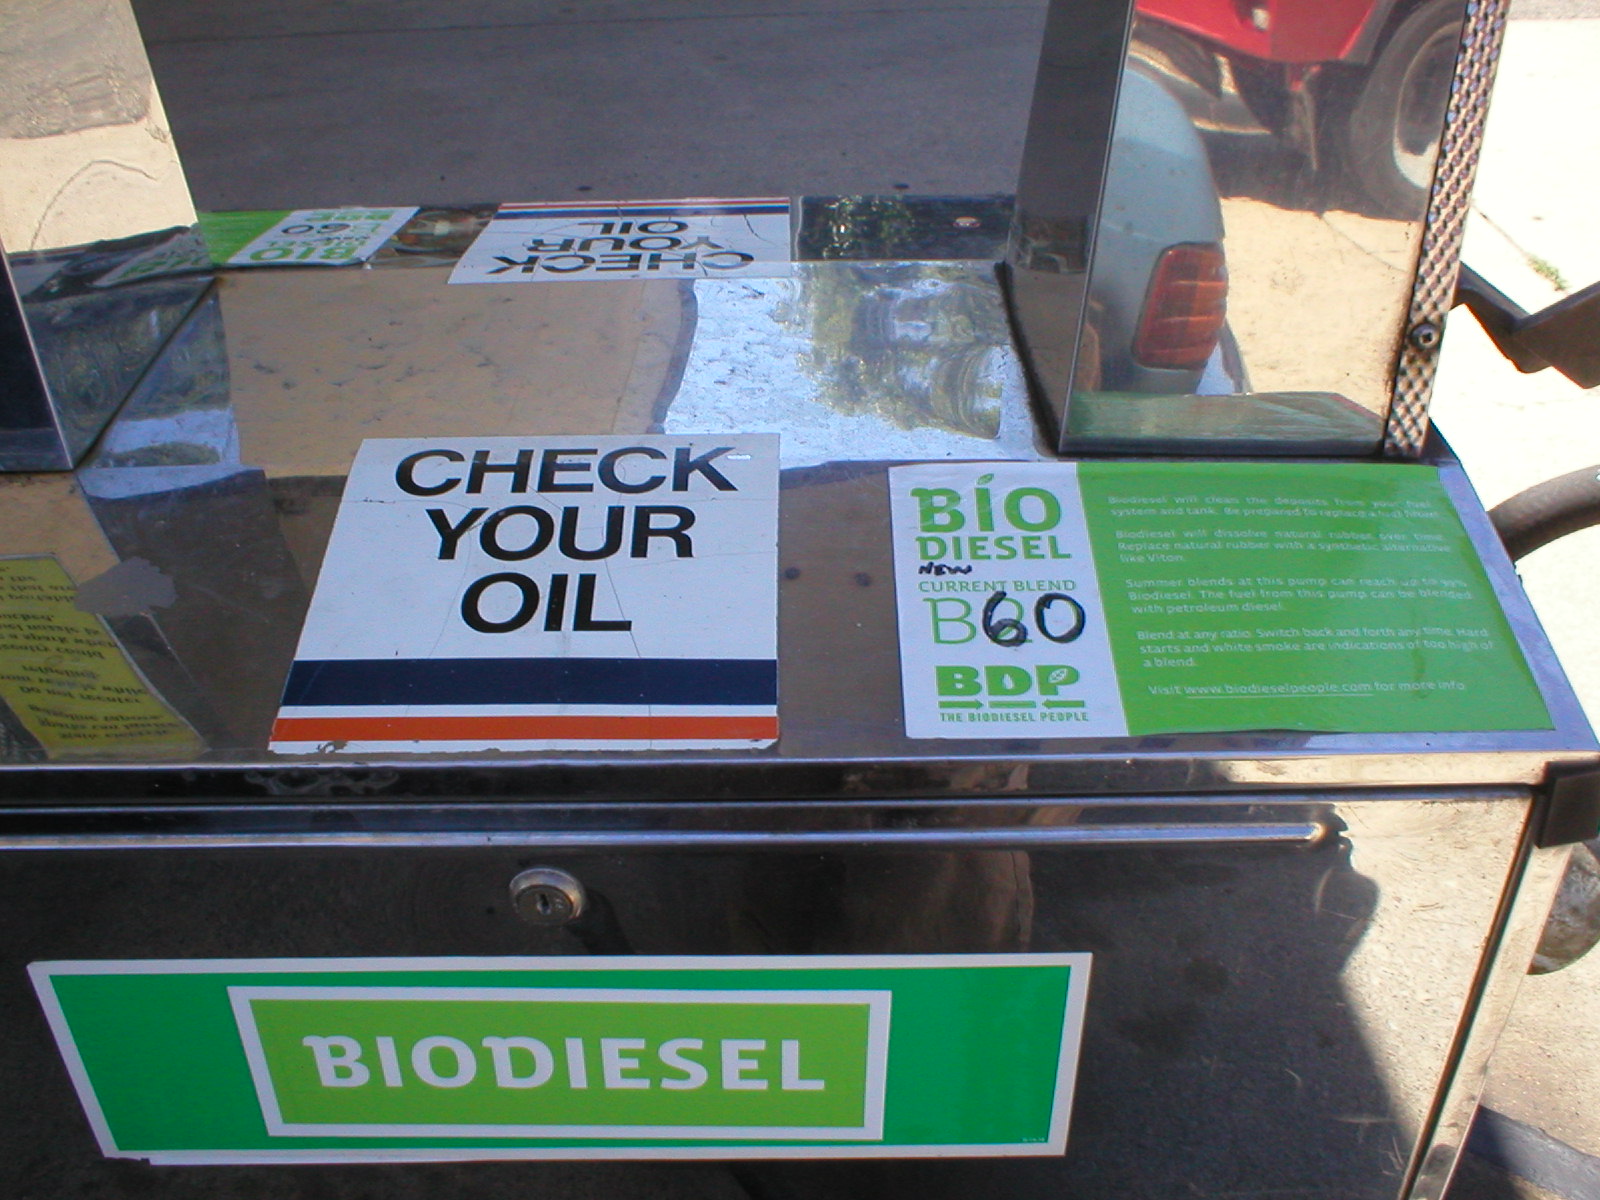 CHECK
YOUR
OIL
BIO
DIESEL
NEW
CURRENT BLEND
B60
BDP
THE BIODIESEL PEOPLE
Biodiesel will clean the deposits from your fuel
system and tank. Be prepared to replace a fuel filter.
Biodiesel will dissolve natural rubber over time.
Replace natural rubber with a synthetic alternative
like Viton.
Summer blends at this pump can reach up to 99%
Biodiesel. The fuel from this pump can be blended
with petroleum diesel.
Blend at any ratio. Switch back and forth any time. Hard
starts and white smoke are indications of too high of
a blend.
Visit www.biodieselpeople.com for more info
BIODIESEL